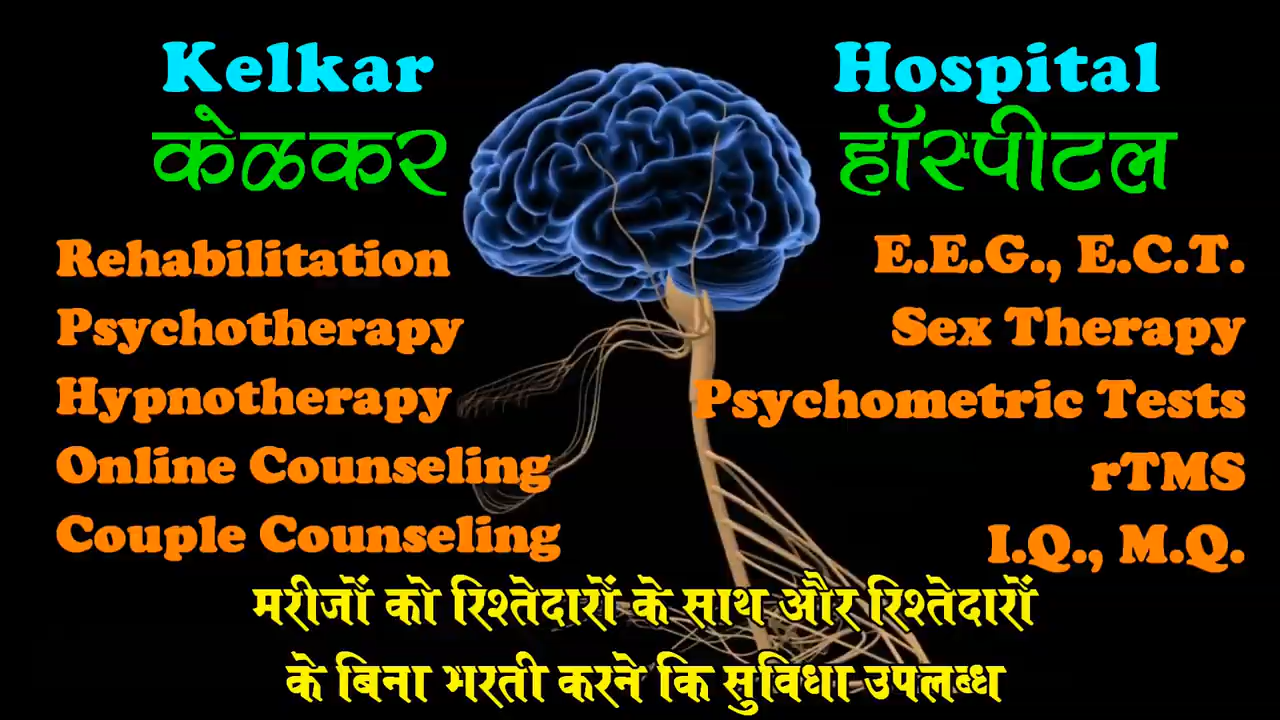 Kelkar Hospital
केळकर हॉस्पीटल
Rehabilitation
Psychotherapy
Hypnotherapy
Online Counseling
Couple Counseling
E.E.G., E.C.T.
Sex Therapy
Psychometric Tests
rTMS
I.Q., M.Q.
मरीजों को रिश्तेदारों के साथ और रिश्तेदारों
के बिना भरती करने कि सुविधा उपलब्ध